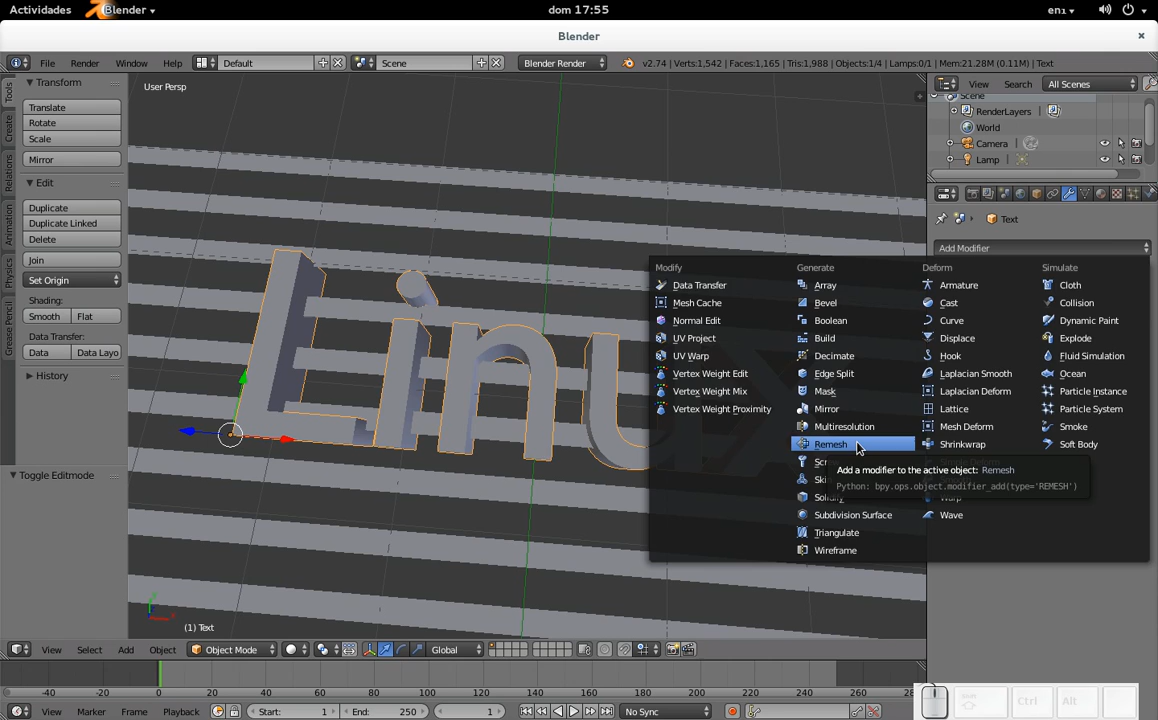 Actividades Blender dom 17:55 en1
Blender
File Render Window Help Default Scene Blender Render v2.74 | Verts:1,542 | Faces:1,165 | Tris:1,988 | Objects:1/4 | Lamps:0/1 | Mem:21.28M (0.11M) | Text
Tools
Create
Relations
Animation
Physics
Grease Pencil
Transform
Translate
Rotate
Scale
Mirror
Edit
Duplicate
Duplicate Linked
Delete
Join
Set Origin
Shading:
Smooth Flat
Data Transfer:
Data Data Layo
History
Toggle Editmode
User Persp
Linu
(1) Text
View Search All Scenes
Scene
RenderLayers
World
Camera
Lamp
Text
Add Modifier
Modify
Data Transfer
Mesh Cache
Normal Edit
UV Project
UV Warp
Vertex Weight Edit
Vertex Weight Mix
Vertex Weight Proximity
Generate
Array
Bevel
Boolean
Build
Decimate
Edge Split
Mask
Mirror
Multiresolution
Remesh
Solidify
Subdivision Surface
Triangulate
Wireframe
Deform
Armature
Cast
Curve
Displace
Hook
Laplacian Smooth
Laplacian Deform
Lattice
Mesh Deform
Shrinkwrap
Warp
Wave
Simulate
Cloth
Collision
Dynamic Paint
Explode
Fluid Simulation
Ocean
Particle Instance
Particle System
Smoke
Soft Body
Add a modifier to the active object: Remesh
Python: bpy.ops.object.modifier_add(type='REMESH')
View Select Add Object Object Mode Global
-40 -20 0 20 40 60 80 100 120 140 160 180 200 220 240 260
View Marker Frame Playback Start: 1 End: 250 1 No Sync
Ctrl Alt